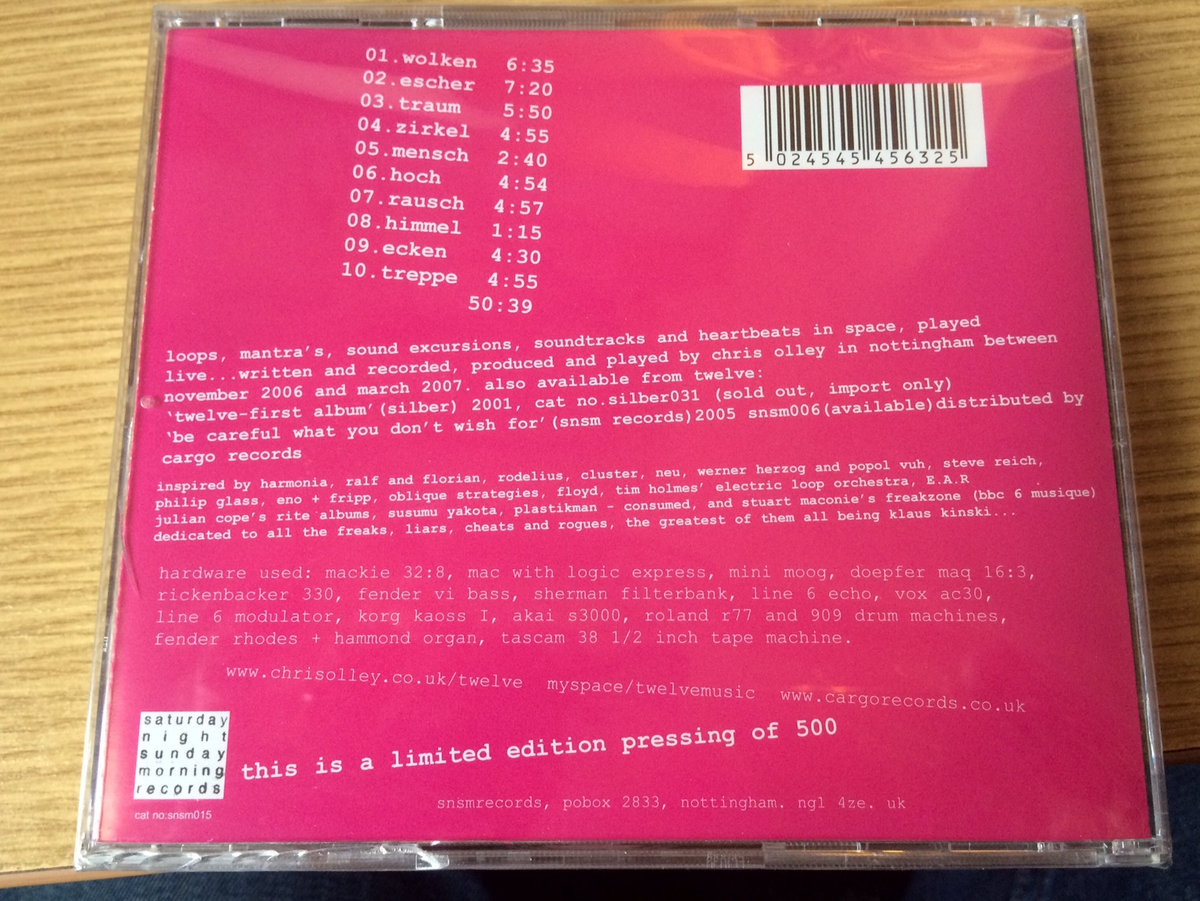 01.wolken 6:35
02.escher 7:20
03.traum 5:50
04.zirkel 4:55
05.mensch 2:40
06.hoch 4:54
07.rausch 4:57
08.himmel 1:15
09.ecken 4:30
10.treppe 4:55
50:39
5 024545 456325
loops, mantra's, sound excursions, soundtracks and heartbeats in space, played
live...written and recorded, produced and played by chris olley in nottingham between
november 2006 and march 2007. also available from twelve:
'twelve-first album'(silber) 2001, cat no.silber031 (sold out, import only)
'be careful what you don't wish for'(snsm records)2005 snsm006(available)distributed by
cargo records
inspired by harmonia, ralf and florian, rodelius, cluster, neu, werner herzog and popol vuh, steve reich,
philip glass, eno + fripp, oblique strategies, floyd, tim holmes' electric loop orchestra, E.A.R
julian cope's rite albums, susumu yakota, plastikman - consumed, and stuart maconie's freakzone (bbc 6 musique)
dedicated to all the freaks, liars, cheats and rogues, the greatest of them all being klaus kinski...
hardware used: mackie 32:8, mac with logic express, mini moog, doepfer maq 16:3,
rickenbacker 330, fender vi bass, sherman filterbank, line 6 echo, vox ac30,
line 6 modulator, korg kaoss I, akai s3000, roland r77 and 909 drum machines,
fender rhodes + hammond organ, tascam 38 1/2 inch tape machine.
www.chrisolley.co.uk/twelve myspace/twelvemusic www.cargorecords.co.uk
saturday
night
sunday
morning
records
this is a limited edition pressing of 500
snsmrecords, pobox 2833, nottingham. ng1 4ze. uk
cat no:snsm015